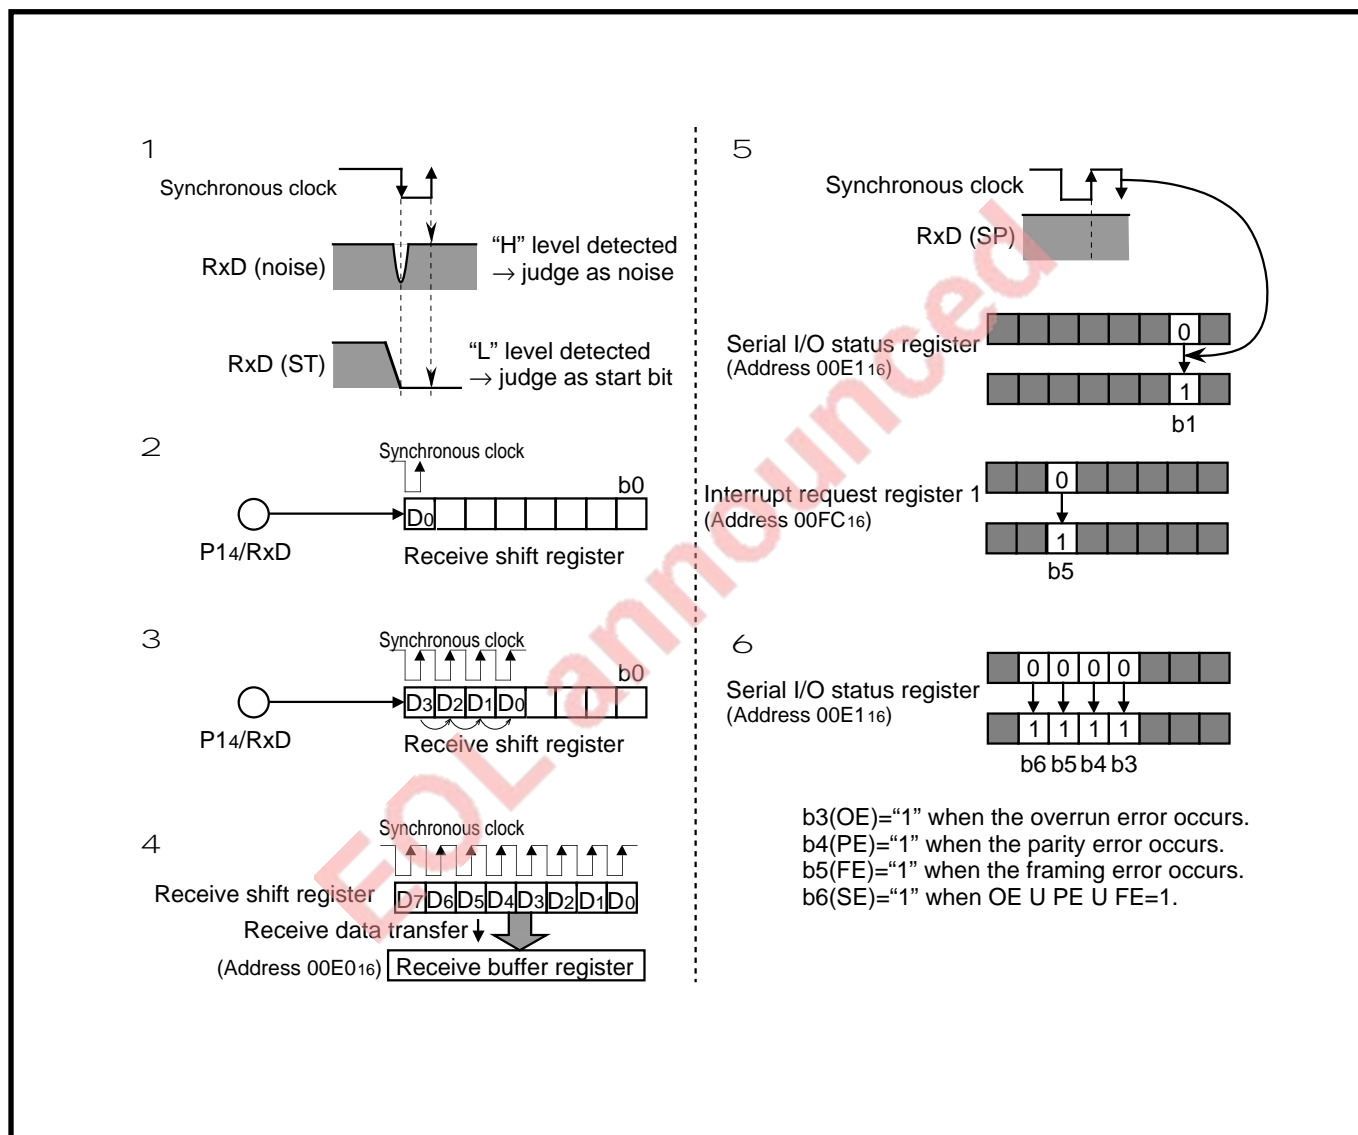 1
Synchronous clock
RxD (noise)
“H” level detected
→ judge as noise
RxD (ST)
“L” level detected
→ judge as start bit
2
Synchronous clock
b0
D0
P14/RxD
Receive shift register
3
Synchronous clock
b0
D3 D2 D1 D0
P14/RxD
Receive shift register
4
Synchronous clock
Receive shift register
D7 D6 D5 D4 D3 D2 D1 D0
Receive data transfer
(Address 00E016)
Receive buffer register
5
Synchronous clock
RxD (SP)
0
Serial I/O status register
(Address 00E116)
1
b1
0
Interrupt request register 1
(Address 00FC16)
1
b5
6
0 0 0 0
Serial I/O status register
(Address 00E116)
1 1 1 1
b6 b5 b4 b3
b3(OE)=“1” when the overrun error occurs.
b4(PE)=“1” when the parity error occurs.
b5(FE)=“1” when the framing error occurs.
b6(SE)=“1” when OE U PE U FE=1.
EOL announced